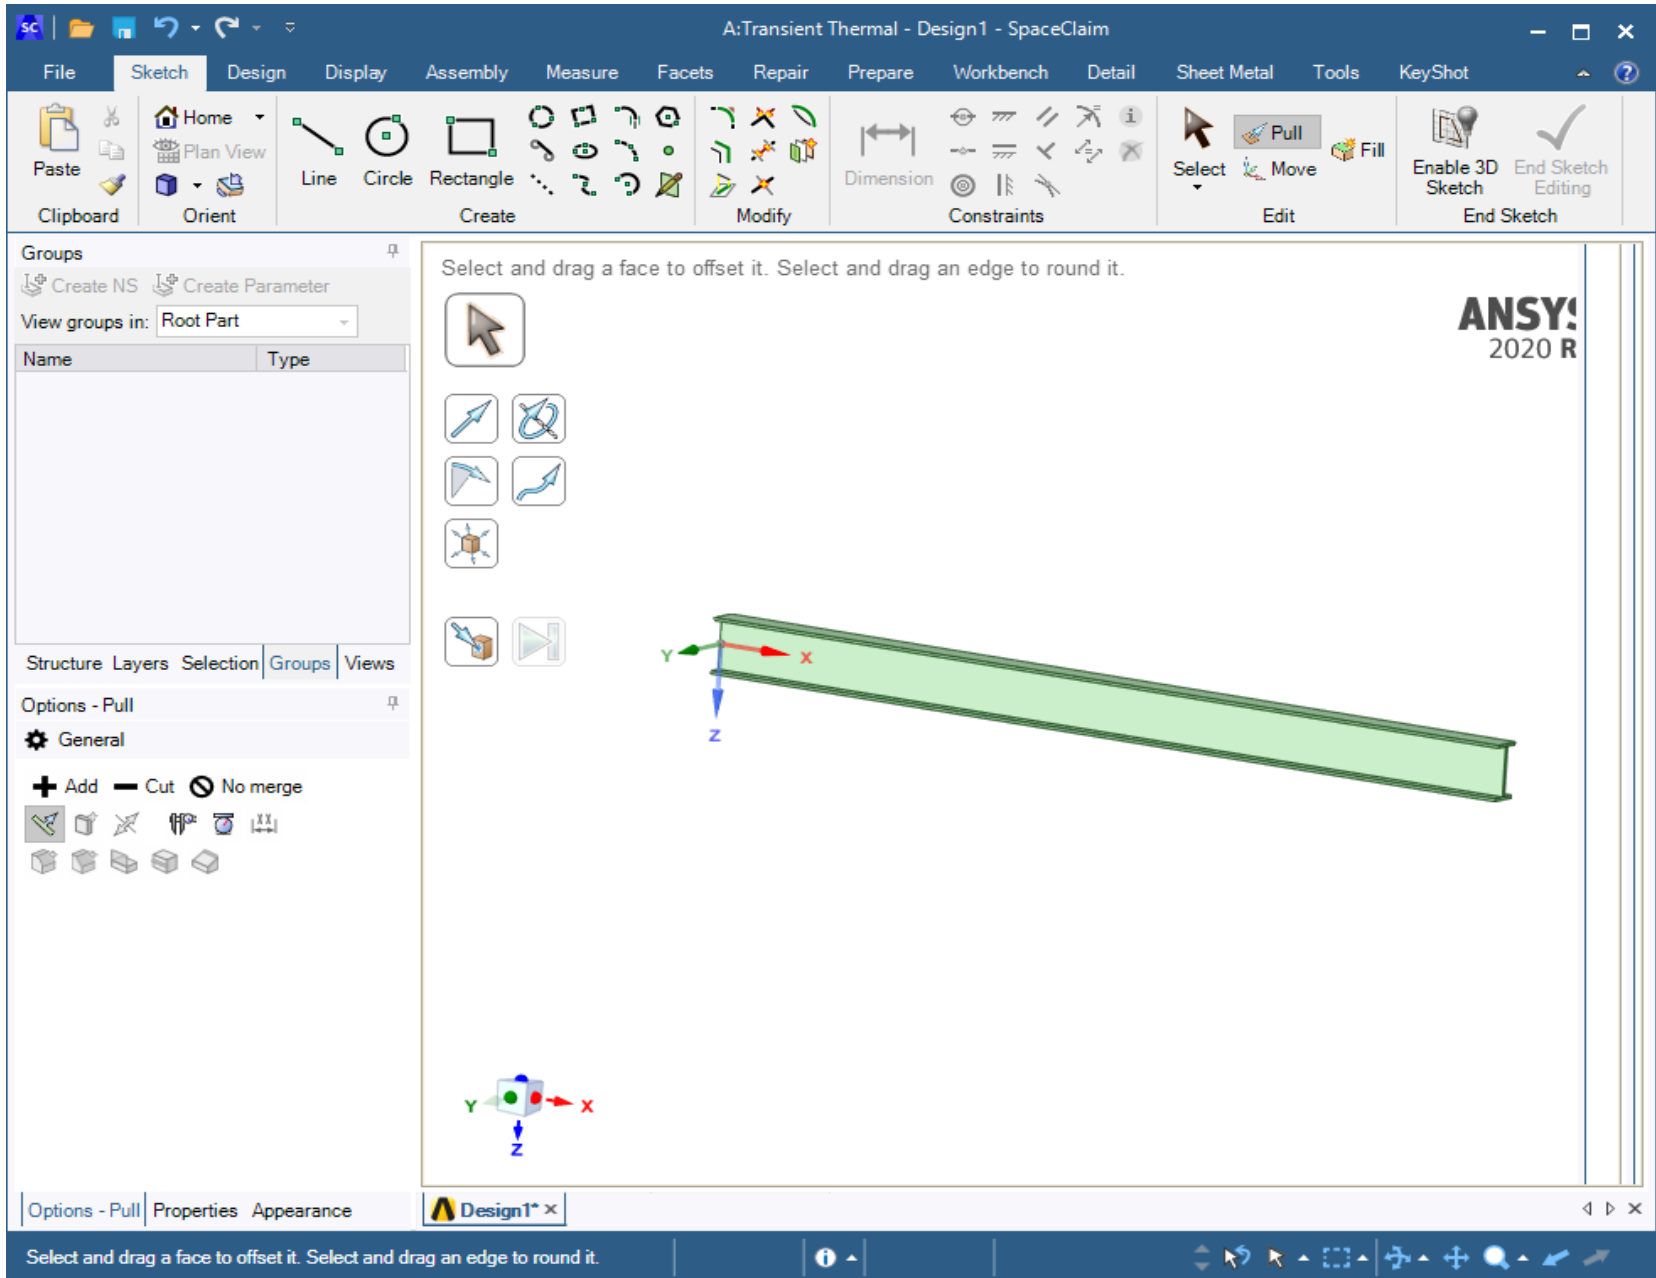 SC
A:Transient Thermal - Design1 - SpaceClaim
File Sketch Design Display Assembly Measure Facets Repair Prepare Workbench Detail Sheet Metal Tools KeyShot
Paste
Clipboard
Home
Plan View
Orient
Line Circle Rectangle
Create
Modify
Dimension
Constraints
Select
Pull
Move
Fill
Edit
Enable 3D
Sketch
End Sketch
Editing
End Sketch
Groups
Create NS Create Parameter
View groups in: Root Part
Name Type
Structure Layers Selection Groups Views
Options - Pull
General
Add Cut No merge
Options - Pull Properties Appearance
Select and drag a face to offset it. Select and drag an edge to round it.
ANSYS
2020 R
Y X
Z
Y X
Z
Design1*
Select and drag a face to offset it. Select and drag an edge to round it.